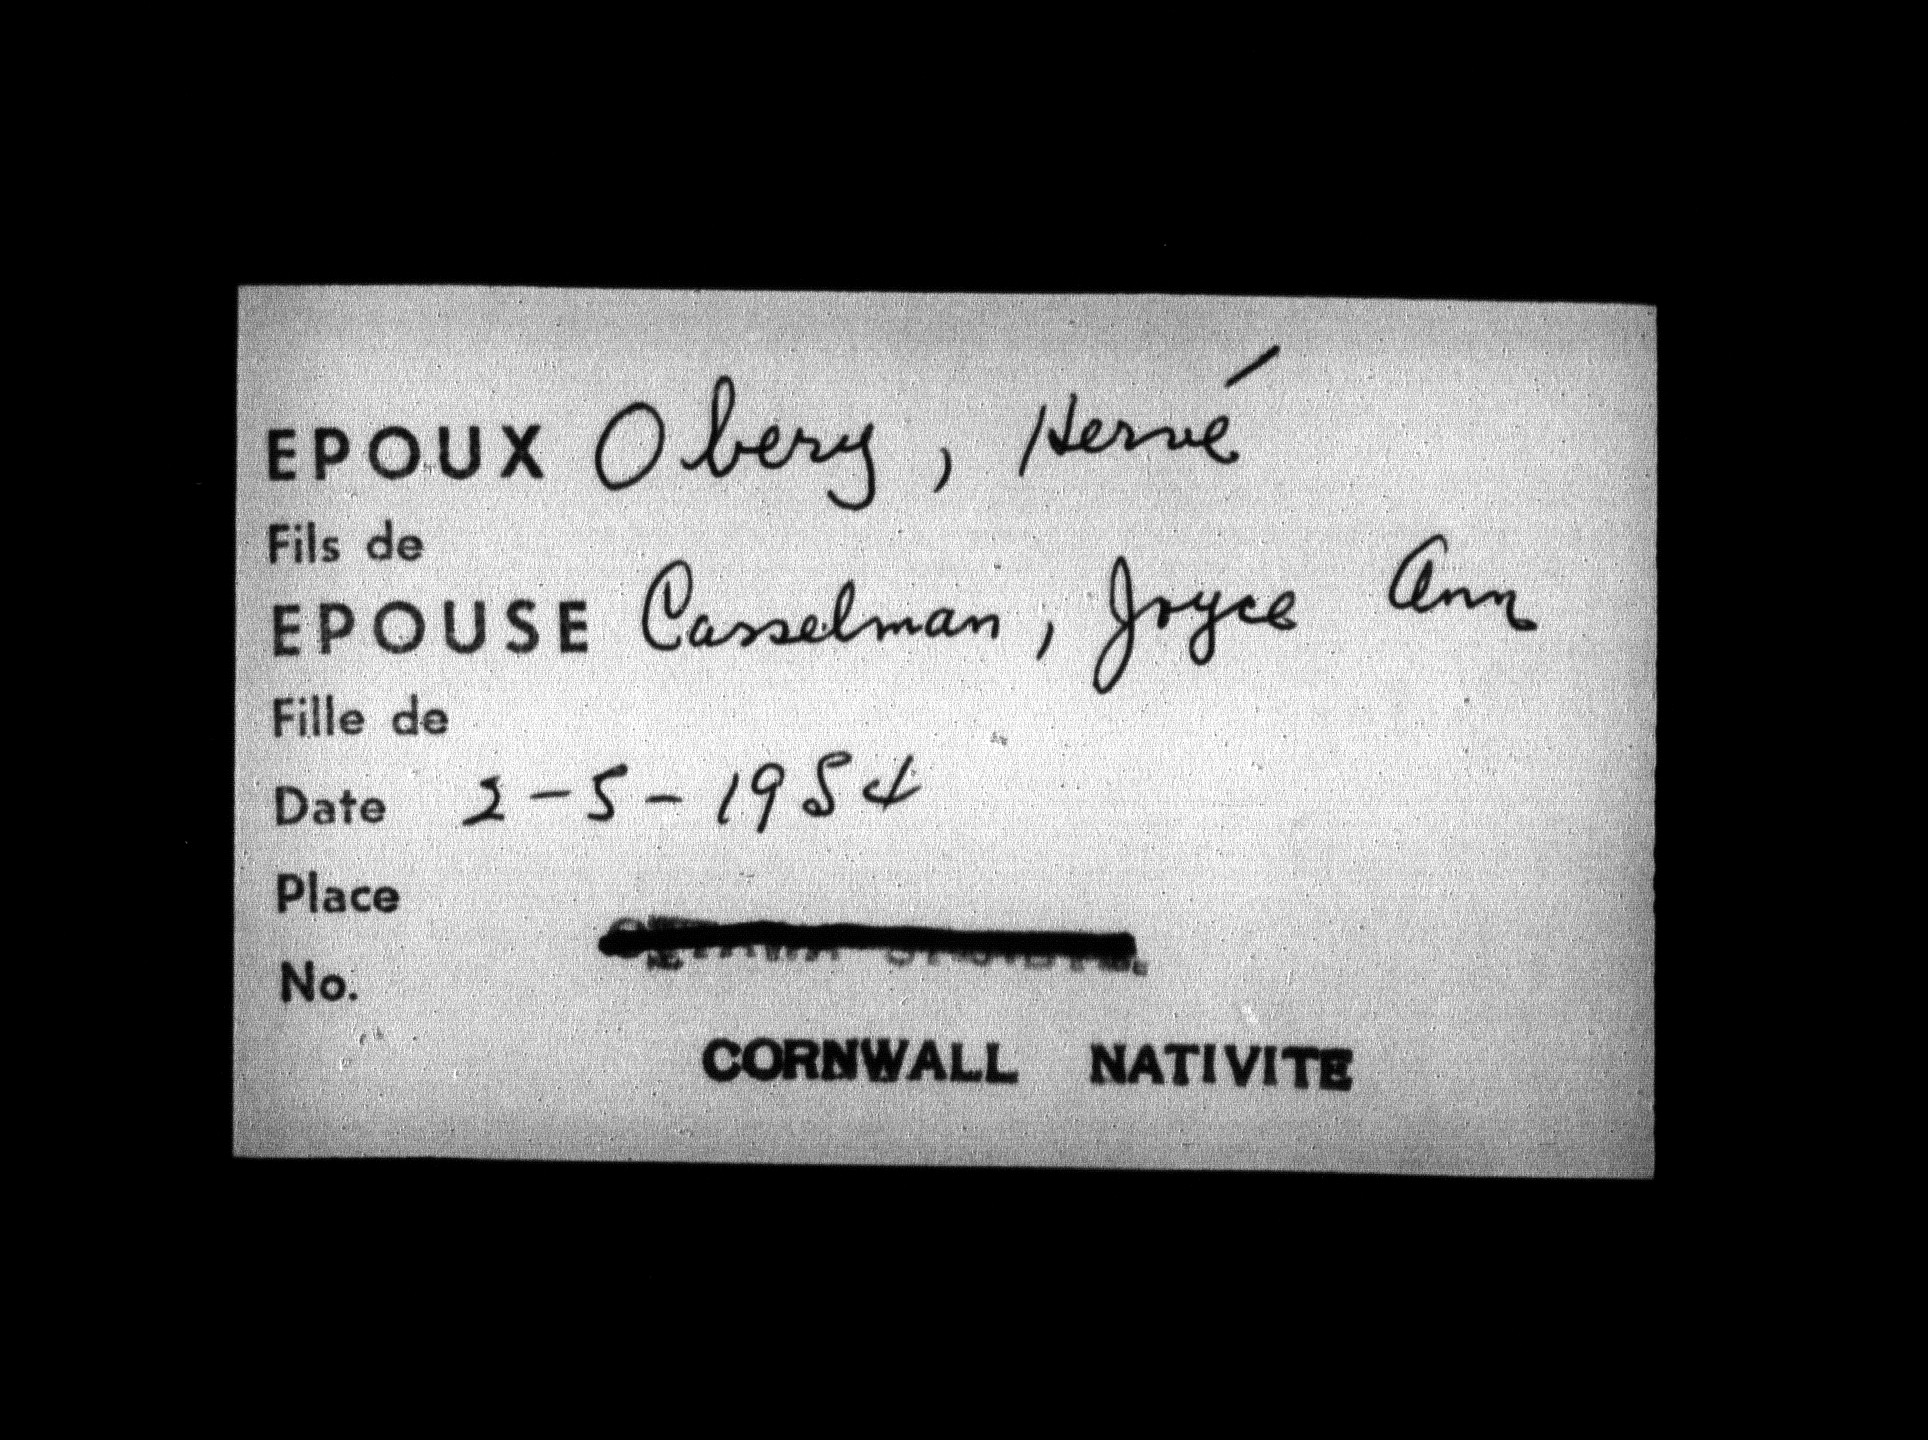 EPOUX Obery, Hervé
Fils de
EPOUSE Casselman, Joyce Ann
Fille de
Date 2-5-1954
Place
No.
CORNWALL NATIVITE